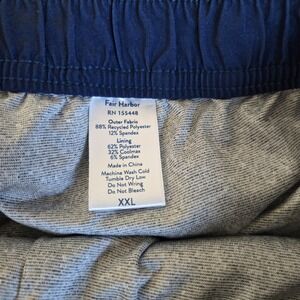 Fair Harbor
RN 155448
Outer Fabric
88% Recycled Polyester
12% Spandex
Lining
62% Polyester
32% Coolmax
6% Spandex
Made in China
Machine Wash Cold
Tumble Dry Low
Do Not Wring
Do Not Bleach
XXL